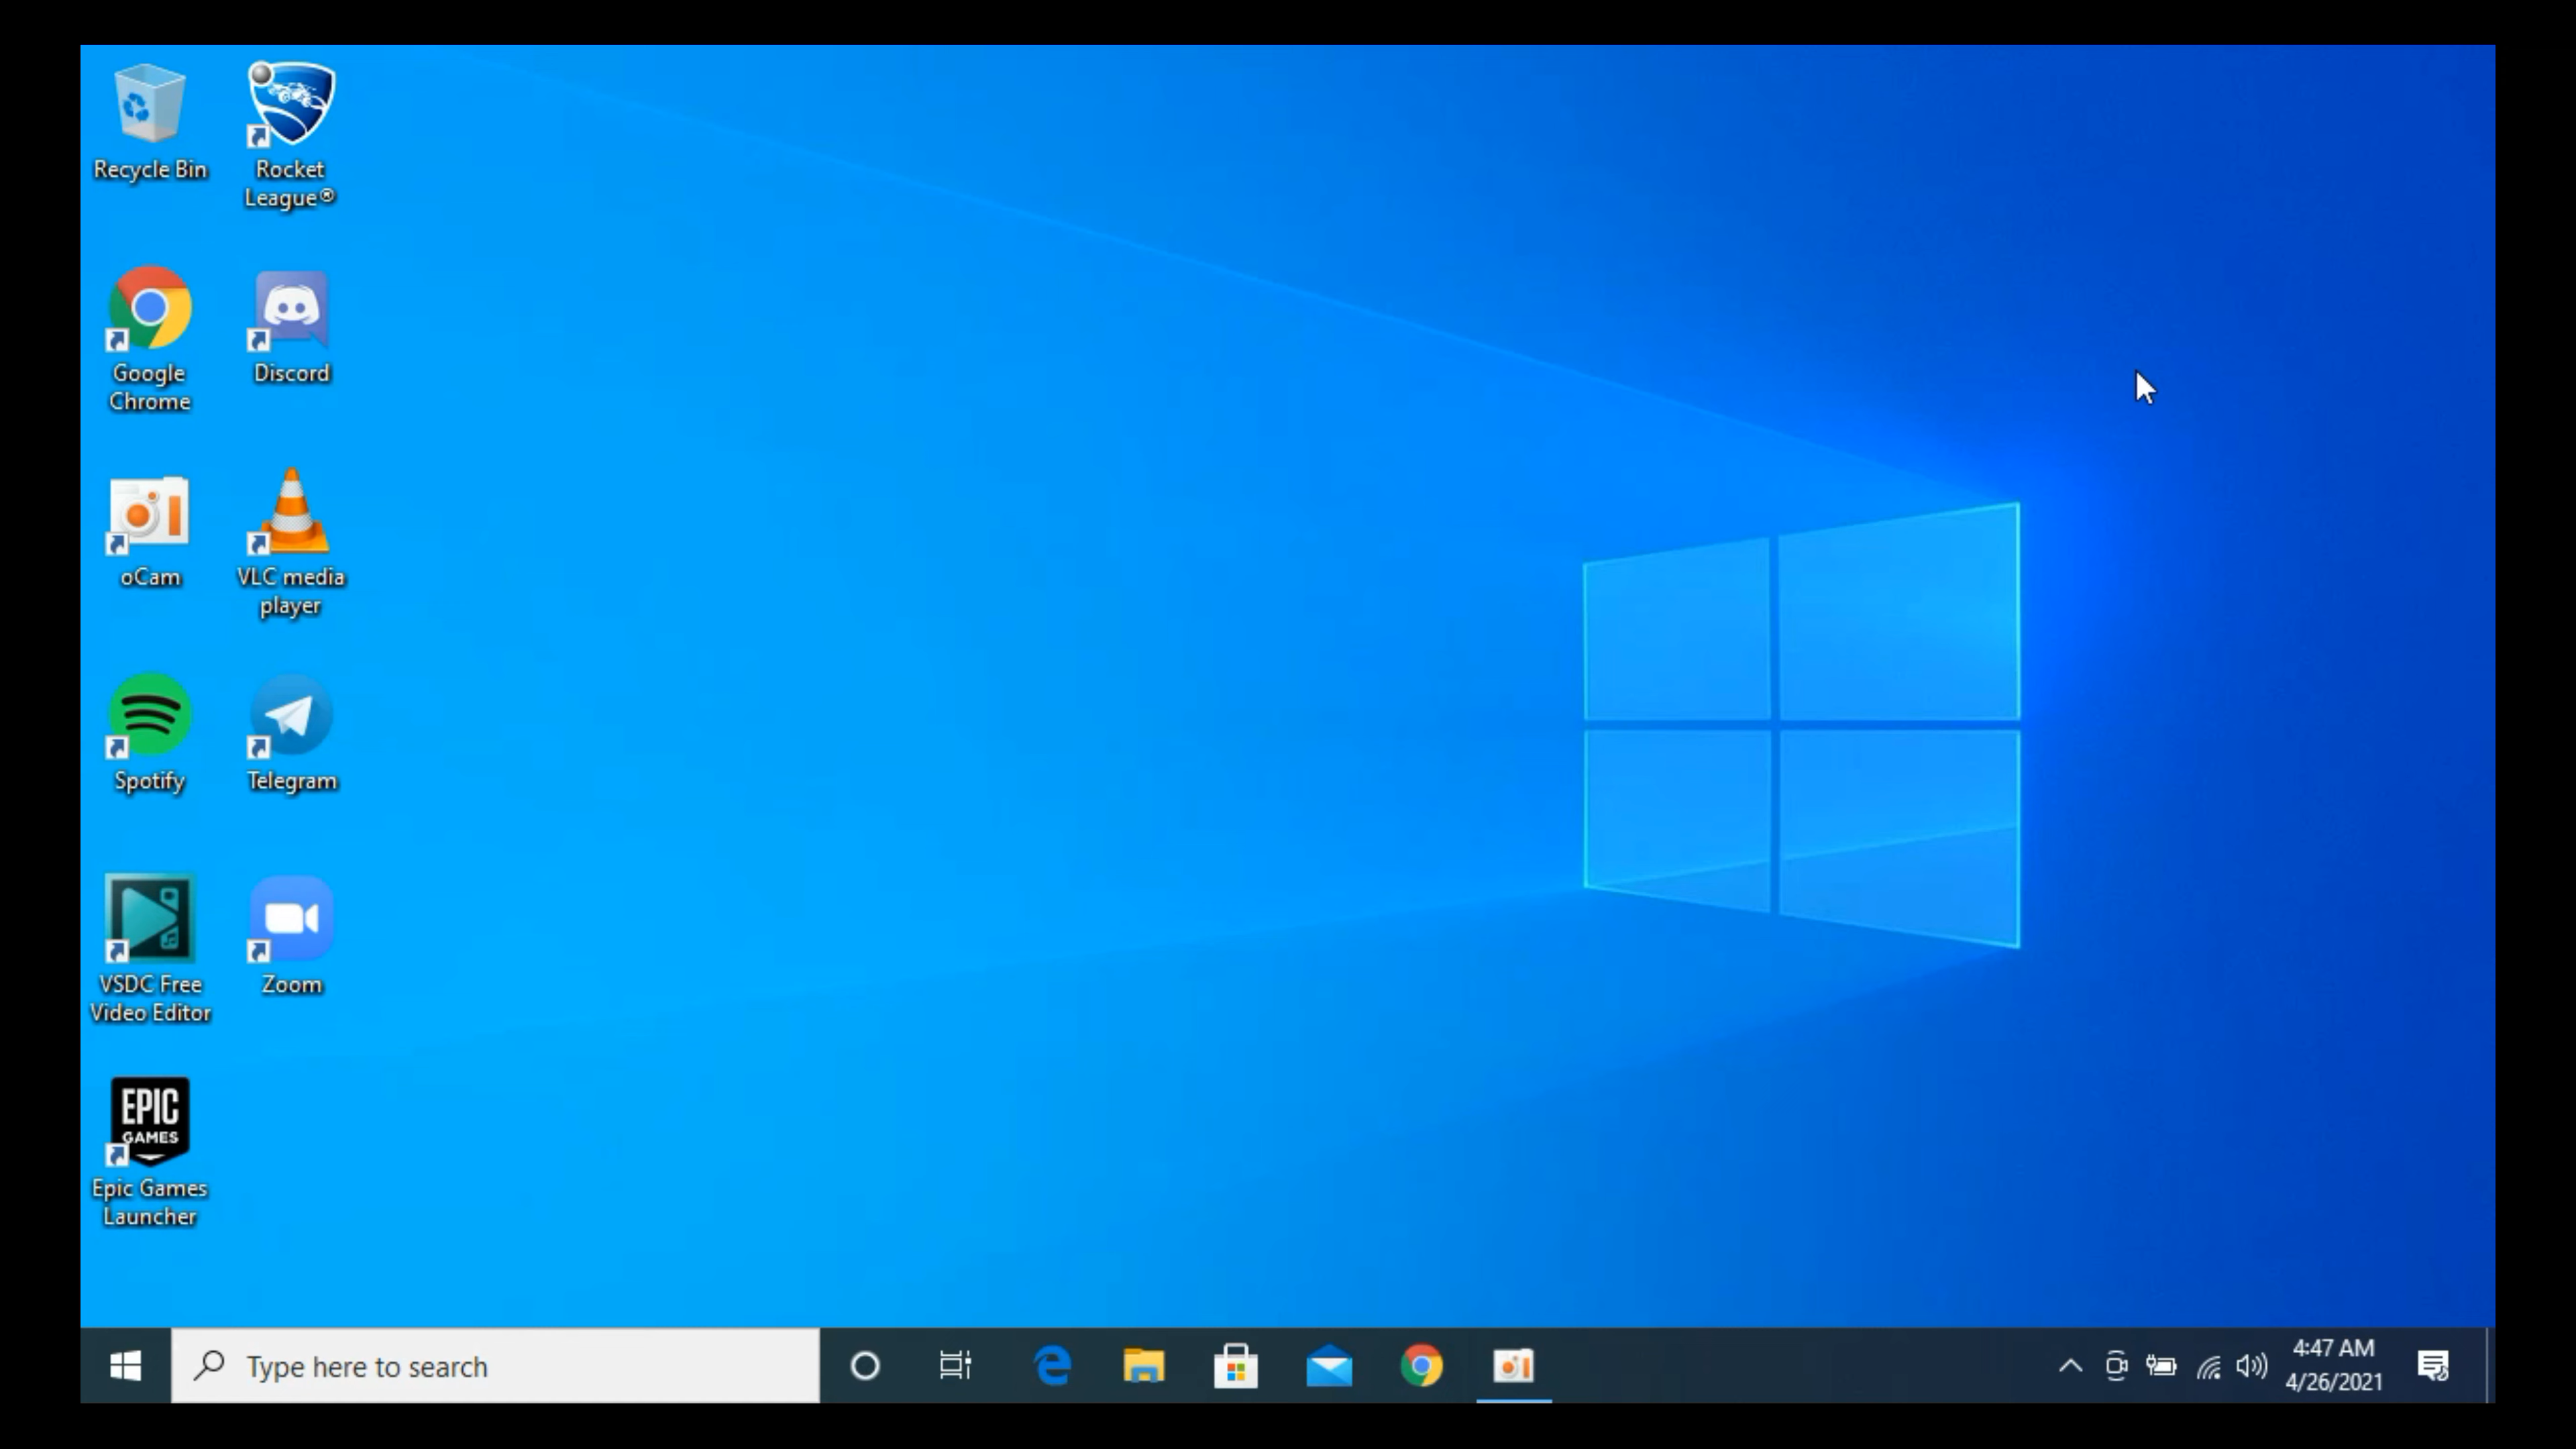 Recycle Bin
Rocket
League®
Google
Chrome
Discord
oCam
VLC media
player
Spotify
Telegram
VSDC Free
Video Editor
Zoom
EPIC
GAMES
Epic Games
Launcher
Type here to search
4:47 AM
4/26/2021